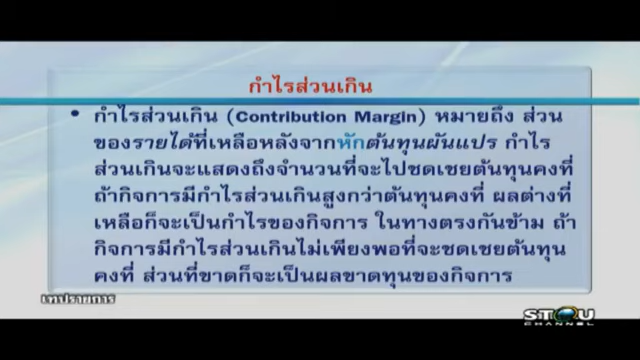 กำไรส่วนเกิน
• กำไรส่วนเกิน (Contribution Margin) หมายถึง ส่วน
ของรายได้ที่เหลือหลังจากหักต้นทุนผันแปร กำไร
ส่วนเกินจะแสดงถึงจำนวนที่จะไปชดเชยต้นทุนคงที่
ถ้ากิจการมีกำไรส่วนเกินสูงกว่าต้นทุนคงที่ ผลต่างที่
เหลือก็จะเป็นกำไรของกิจการ ในทางตรงกันข้าม ถ้า
กิจการมีกำไรส่วนเกินไม่เพียงพอที่จะชดเชยต้นทุน
คงที่ ส่วนที่ขาดก็จะเป็นผลขาดทุนของกิจการ
เทปรายการ
STOU
CHANNEL